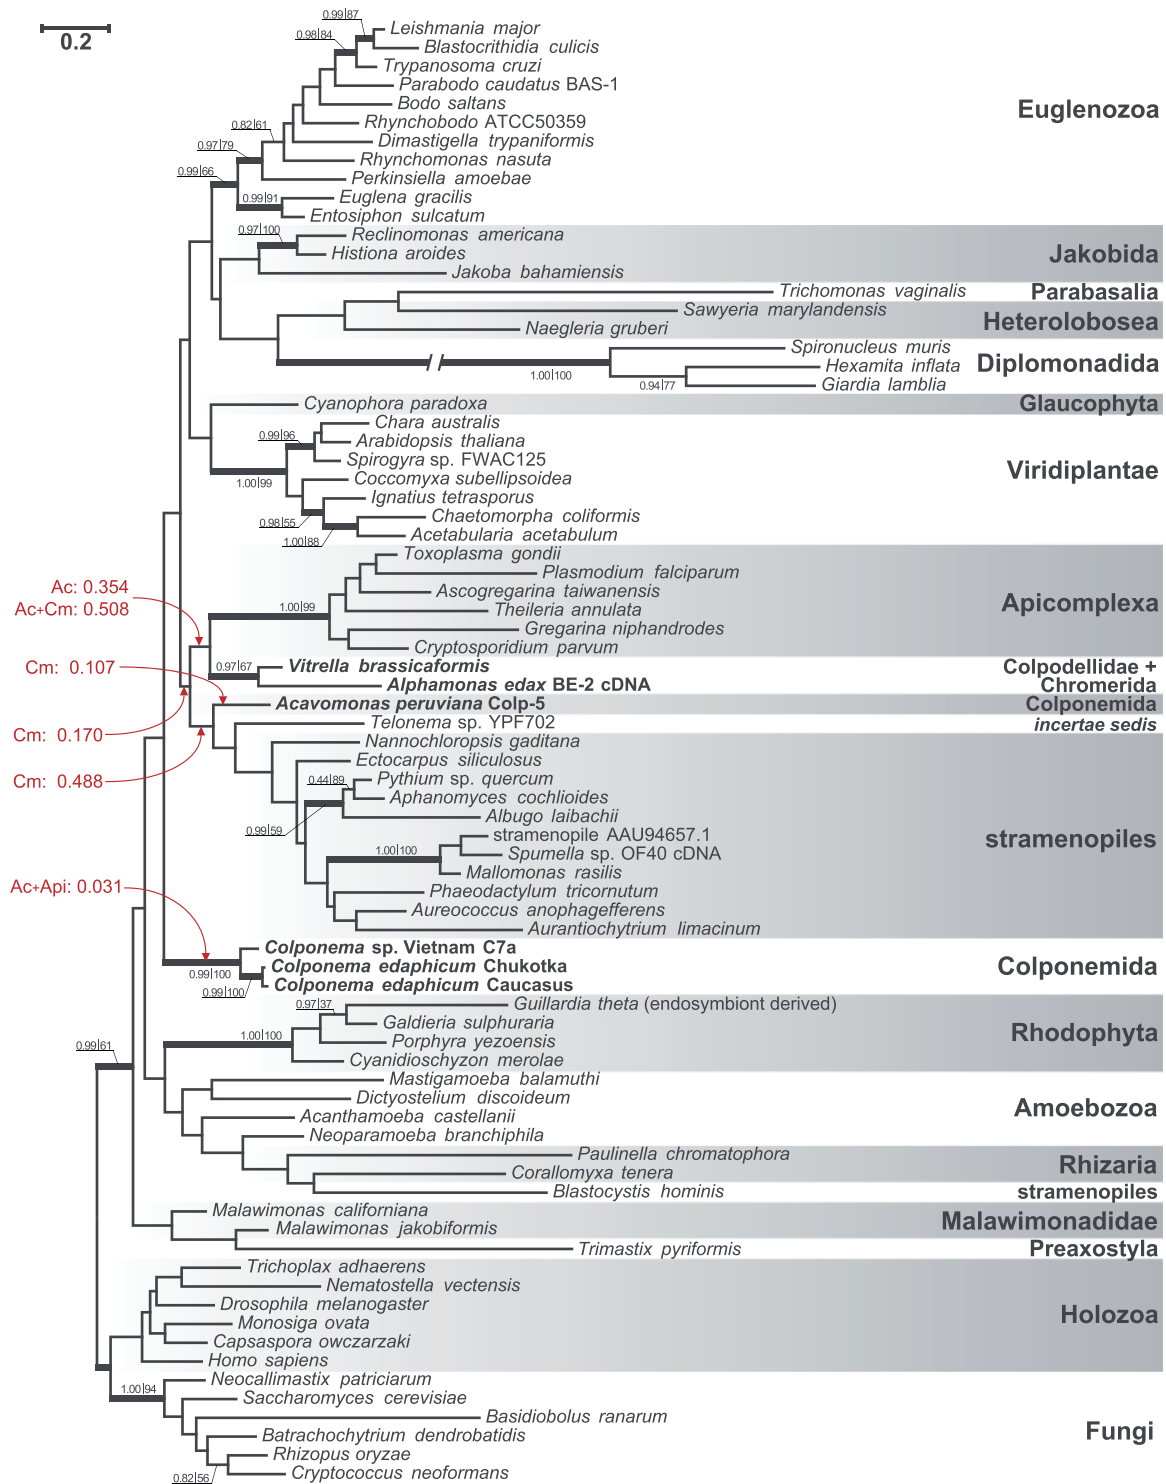 0.2
0.99|87
Leishmania major
0.98|84
Blastocrithidia culicis
Trypanosoma cruzi
Parabodo caudatus BAS-1
Bodo saltans
Euglenozoa
0.82|61
Rhynchobodo ATCC50359
Dimastigella trypaniformis
0.97|79
Rhynchomonas nasuta
0.99|66
Perkinsiella amoebae
0.99|91
Euglena gracilis
Entosiphon sulcatum
0.97|100
Reclinomonas americana
Histiona aroides
Jakobida
Jakoba bahamiensis
Trichomonas vaginalis
Parabasalia
Sawyeria marylandensis
Heterolobosea
Naegleria gruberi
Spironucleus muris
1.00|100
Hexamita inflata
Diplomonadida
0.94|77
Giardia lamblia
Cyanophora paradoxa
Glaucophyta
Chara australis
0.99|96
Arabidopsis thaliana
Spirogyra sp. FWAC125
Viridiplantae
1.00|99
Coccomyxa subellipsoidea
Ignatius tetrasporus
0.98|55
Chaetomorpha coliformis
1.00|88
Acetabularia acetabulum
Toxoplasma gondii
Plasmodium falciparum
Ac: 0.354
Ascogregarina taiwanensis
Ac+Cm: 0.508
1.00|99
Theileria annulata
Apicomplexa
Gregarina niphandrodes
Cryptosporidium parvum
Cm: 0.107
0.97|67
Vitrella brassicaformis
Colpodellidae +
Alphamonas edax BE-2 cDNA
Chromerida
Acavomonas peruviana Colp-5
Colponemida
Telonema sp. YPF702
incertae sedis
Cm: 0.170
Nannochloropsis gaditana
Ectocarpus siliculosus
Cm: 0.488
0.44|89
Pythium sp. quercum
Aphanomyces cochlioides
0.99|59
Albugo laibachii
stramenopile AAU94657.1
stramenopiles
1.00|100
Spumella sp. OF40 cDNA
Mallomonas rasilis
Ac+Api: 0.031
Phaeodactylum tricornutum
Aureococcus anophagefferens
Aurantiochytrium limacinum
Colponema sp. Vietnam C7a
0.99|100
Colponema edaphicum Chukotka
Colponemida
0.99|100
Colponema edaphicum Caucasus
0.97|37
Guillardia theta (endosymbiont derived)
Galdieria sulphuraria
1.00|100
Porphyra yezoensis
Rhodophyta
0.99|61
Cyanidioschyzon merolae
Mastigamoeba balamuthi
Dictyostelium discoideum
Amoebozoa
Acanthamoeba castellanii
Neoparamoeba branchiphila
Paulinella chromatophora
Rhizaria
Corallomyxa tenera
Blastocystis hominis
stramenopiles
Malawimonas californiana
Malawimonadidae
Malawimonas jakobiformis
Trimastix pyriformis
Preaxostyla
Trichoplax adhaerens
Nematostella vectensis
Drosophila melanogaster
Holozoa
Monosiga ovata
Capsaspora owczarzaki
Homo sapiens
1.00|94
Neocallimastix patriciarum
Saccharomyces cerevisiae
Basidiobolus ranarum
Batrachochytrium dendrobatidis
Fungi
Rhizopus oryzae
0.82|56
Cryptococcus neoformans